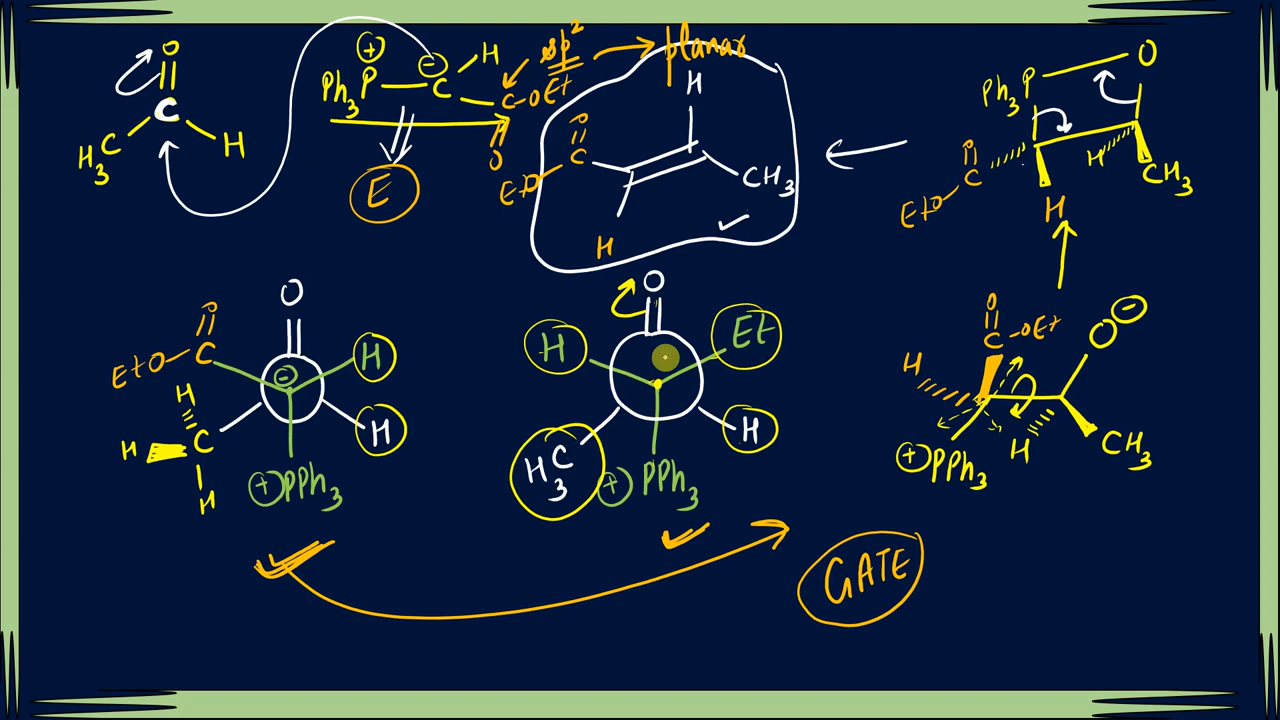 O
C
H3C
H
⊕
Ph3P
⊖
C
H
C-OEt
O
sp2
planar
E
H
O
C
EtO
CH3
H
Ph3P
O
O
C
EtO
H
H
CH3
O
O
C
EtO
H
⊖
H
H
C
H
H
⊕PPh3
O
H
Et
H3C
H
⊕ PPh3
O
C-OEt
O⊖
H
H
⊕PPh3
CH3
GATE